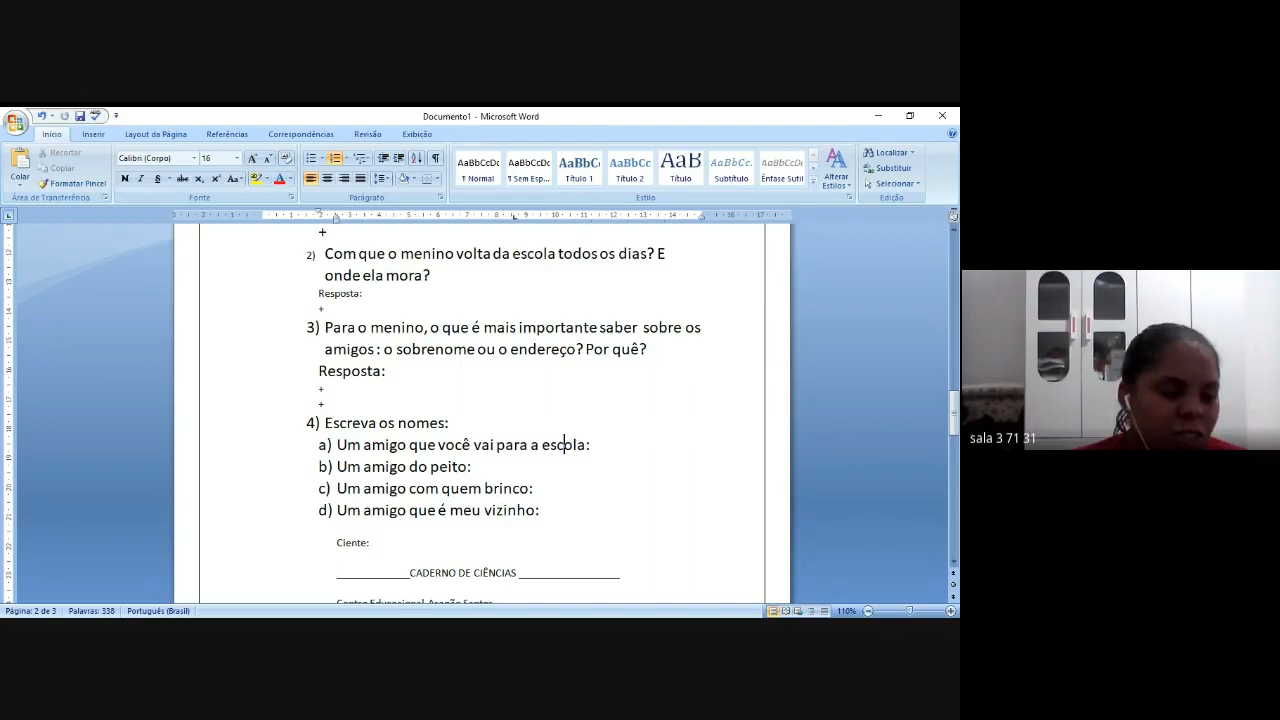 Documento1 - Microsoft Word
Início Inserir Layout da Página Referências Correspondências Revisão Exibição
Colar
Recortar
Copiar
Formatar Pincel
Área de Transferência
Calibri (Corpo) 16
Fonte
Parágrafo
AaBbCcDc AaBbCcDc AaBbC AaBbCc AaB AaBbCc. AaBbCcDc
¶ Normal ¶ Sem Esp... Título 1 Título 2 Título Subtítulo Ênfase Sutil
Alterar Estilos
Estilo
Localizar
Substituir
Selecionar
Edição
+
2) Com que o menino volta da escola todos os dias? E
onde ela mora?
Resposta:
+
3) Para o menino, o que é mais importante saber sobre os
amigos : o sobrenome ou o endereço? Por quê?
Resposta:
+
+
4) Escreva os nomes:
a) Um amigo que você vai para a escola:
b) Um amigo do peito:
c) Um amigo com quem brinco:
d) Um amigo que é meu vizinho:
Ciente:
______________CADERNO DE CIÊNCIAS ___________________
Página: 2 de 3 Palavras: 338 Português (Brasil) 110%
sala 3 71 31